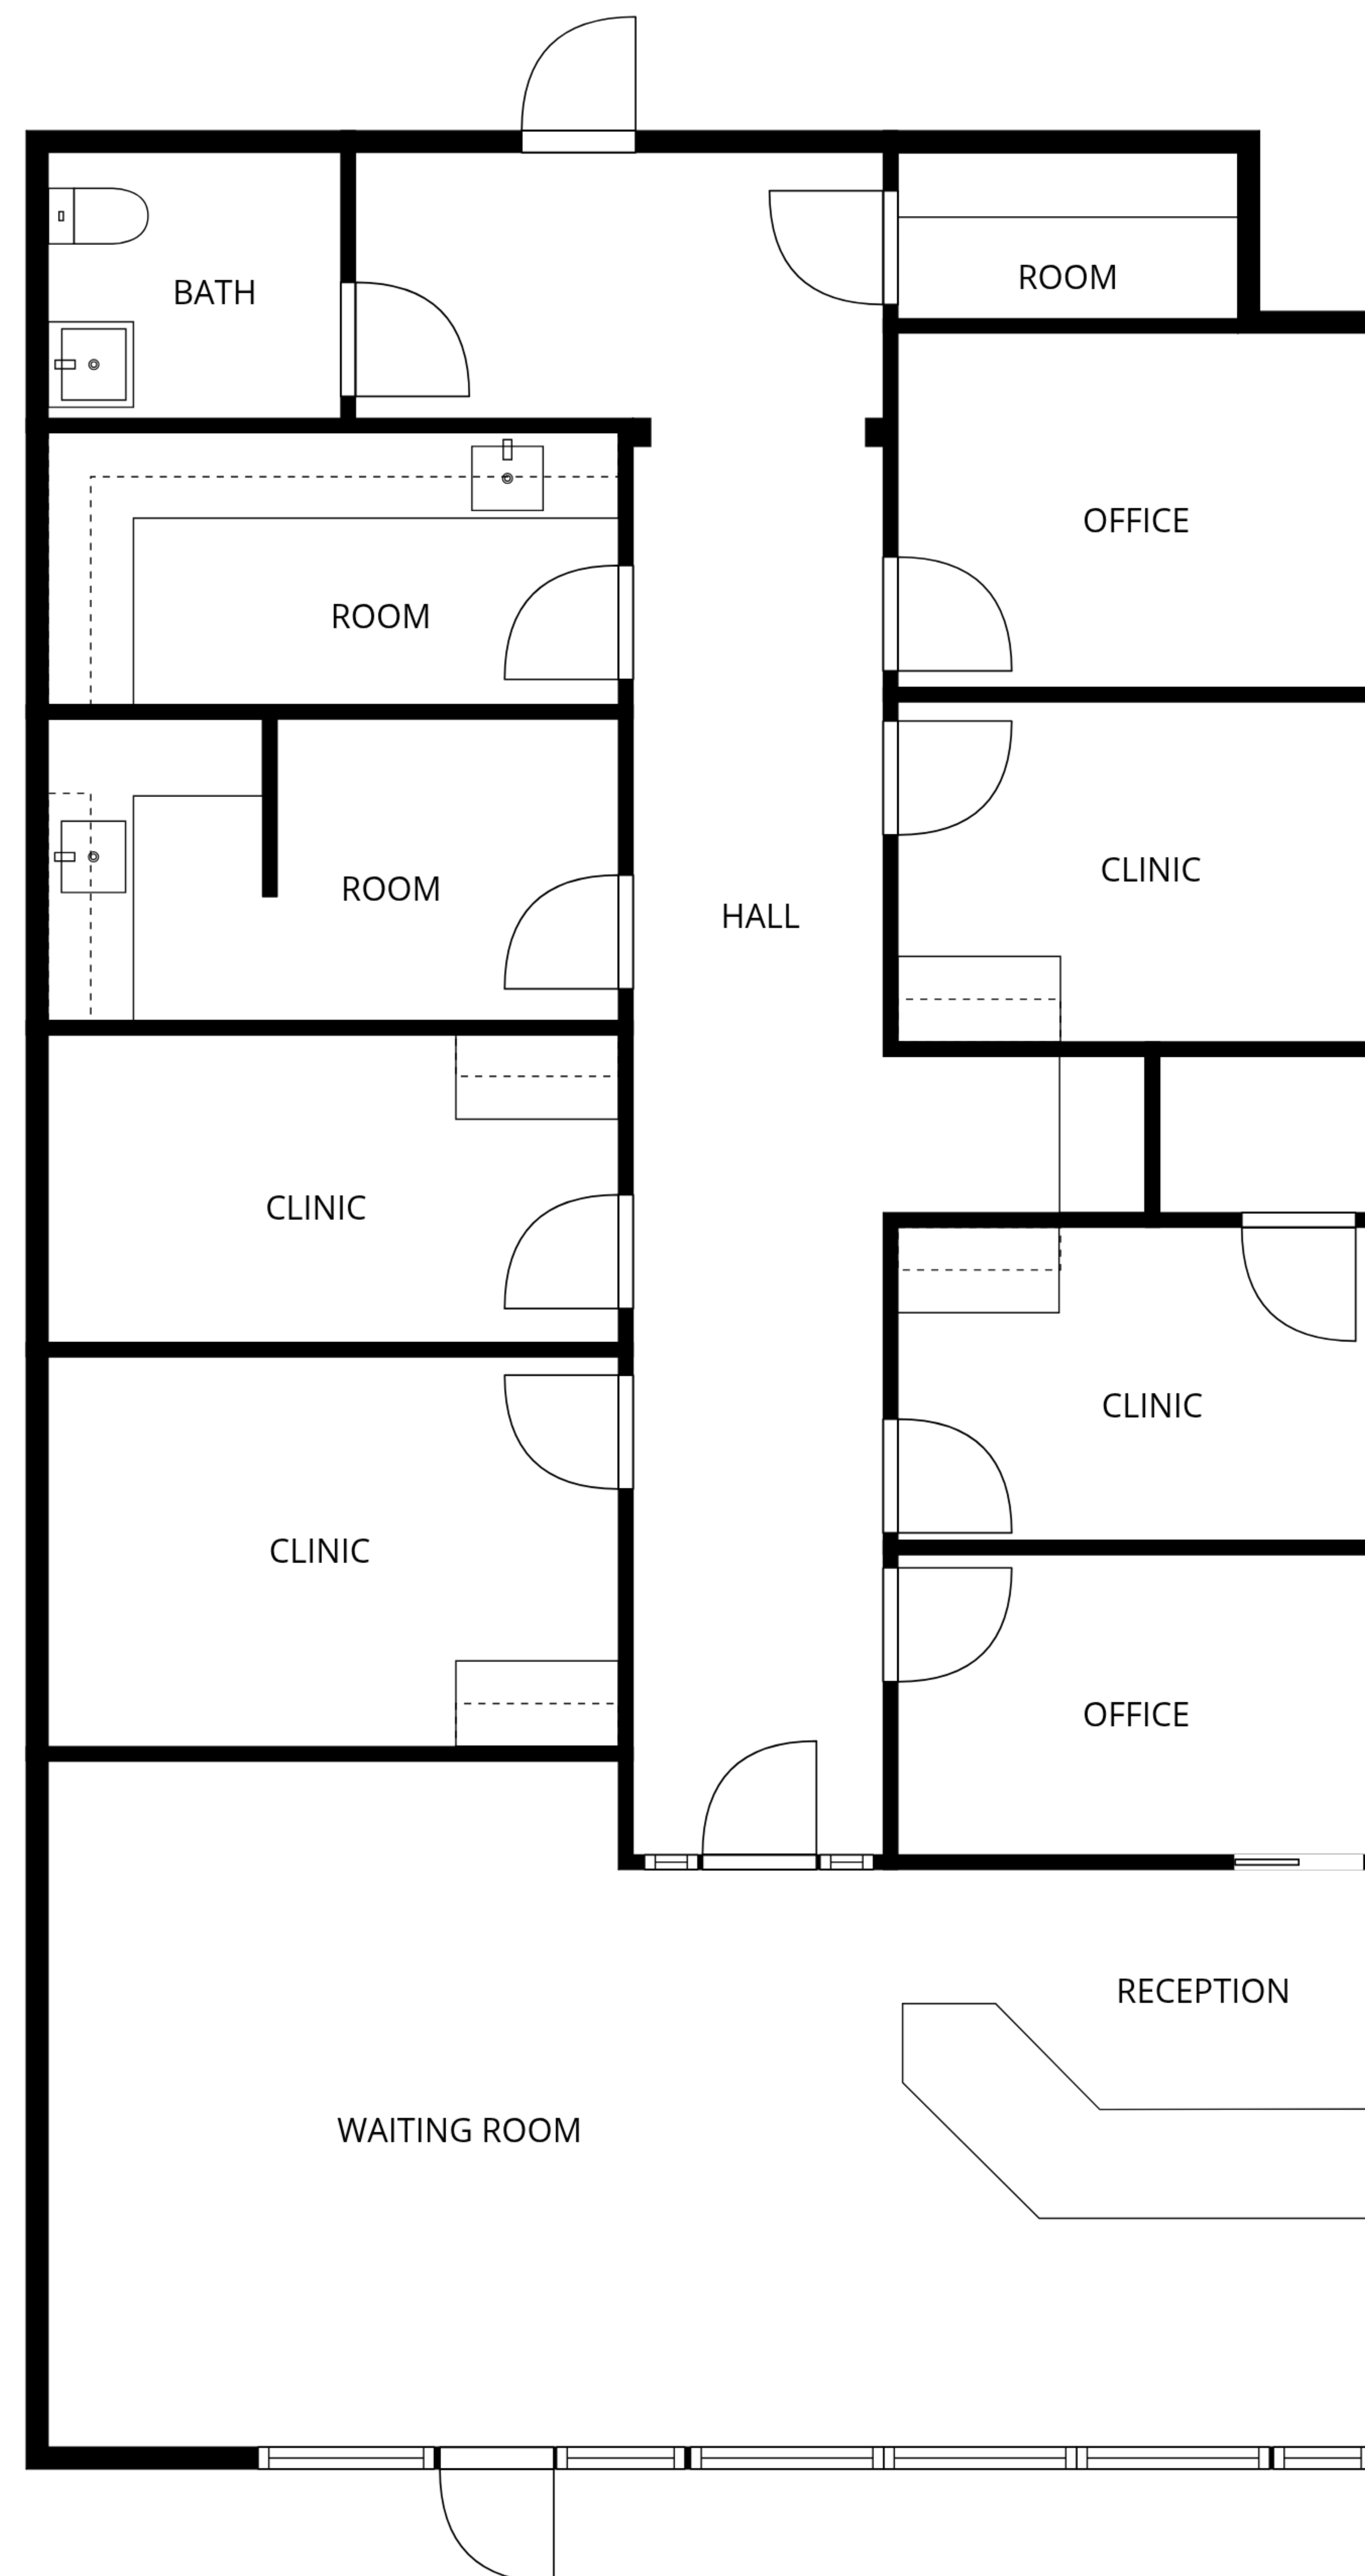 BATH
ROOM
OFFICE
ROOM
CLINIC
ROOM
HALL
CLINIC
CLINIC
CLINIC
OFFICE
RECEPTION
WAITING ROOM